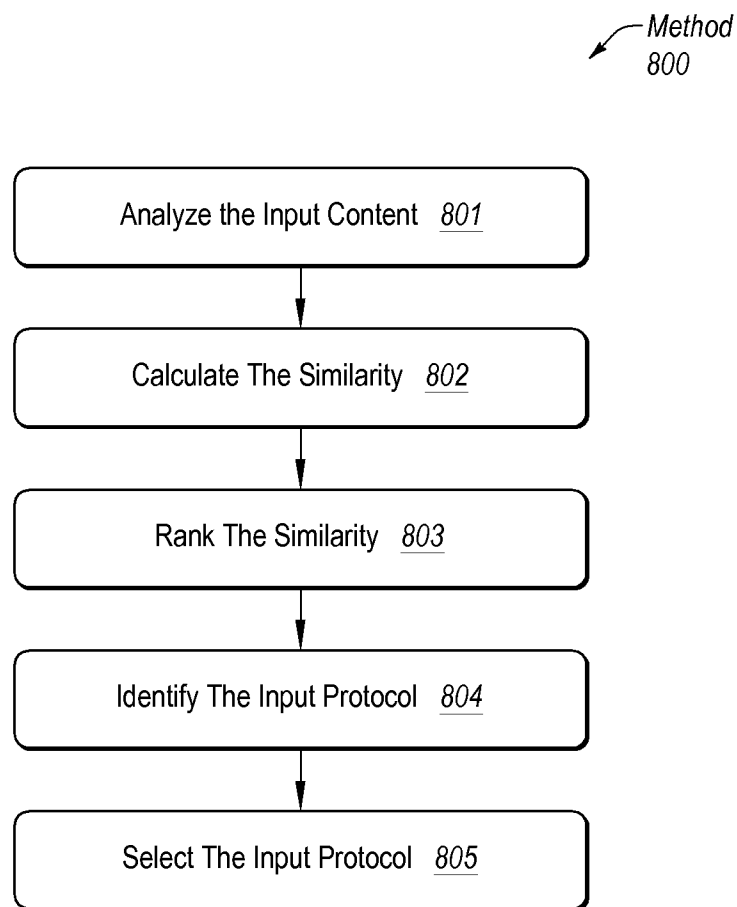 Method
800
Analyze the Input Content 801
Calculate The Similarity 802
Rank The Similarity 803
Identify The Input Protocol 804
Select The Input Protocol 805